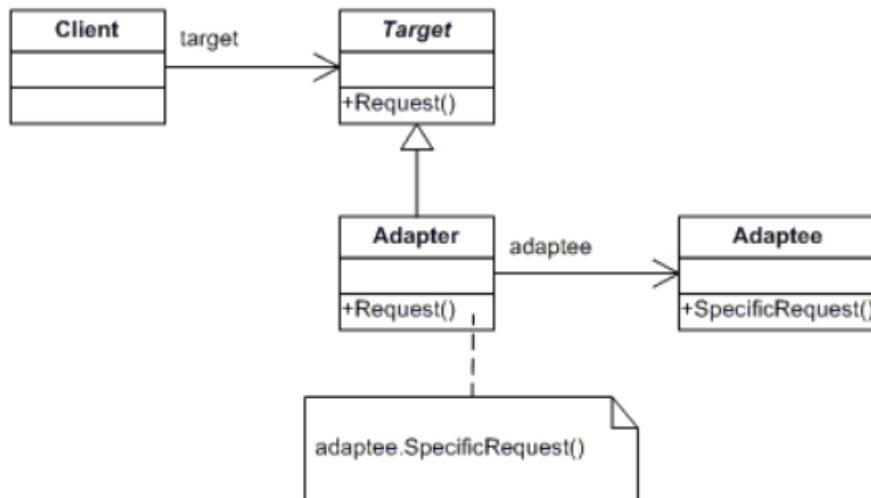 Client
target
Target
+Request()
Adapter
adaptee
Adaptee
+Request()
+SpecificRequest()
adaptee.SpecificRequest()